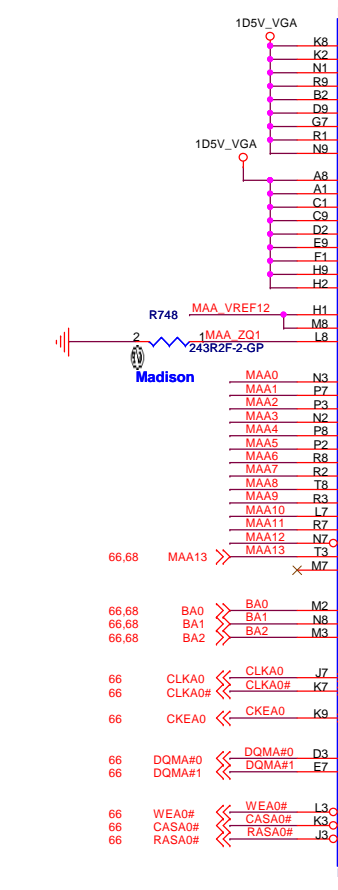 1D5V_VGA
K8
K2
N1
R9
B2
D9
G7
R1
N9
1D5V_VGA
A8
A1
C1
C9
D2
E9
F1
H9
H2
MAA_VREF12 H1
R748
M8
2 1 MAA_ZQ1 L8
243R2F-2-GP
Madison
MAA0 N3
MAA1 P7
MAA2 P3
MAA3 N2
MAA4 P8
MAA5 P2
MAA6 R8
MAA7 R2
MAA8 T8
MAA9 R3
MAA10 L7
MAA11 R7
MAA12 N7
66,68 MAA13 MAA13 T3
M7
66,68 BA0 BA0 M2
66,68 BA1 BA1 N8
66,68 BA2 BA2 M3
66 CLKA0 CLKA0 J7
66 CLKA0# CLKA0# K7
66 CKEA0 CKEA0 K9
66 DQMA#0 DQMA#0 D3
66 DQMA#1 DQMA#1 E7
66 WEA0# WEA0# L3
66 CASA0# CASA0# K3
66 RASA0# RASA0# J3